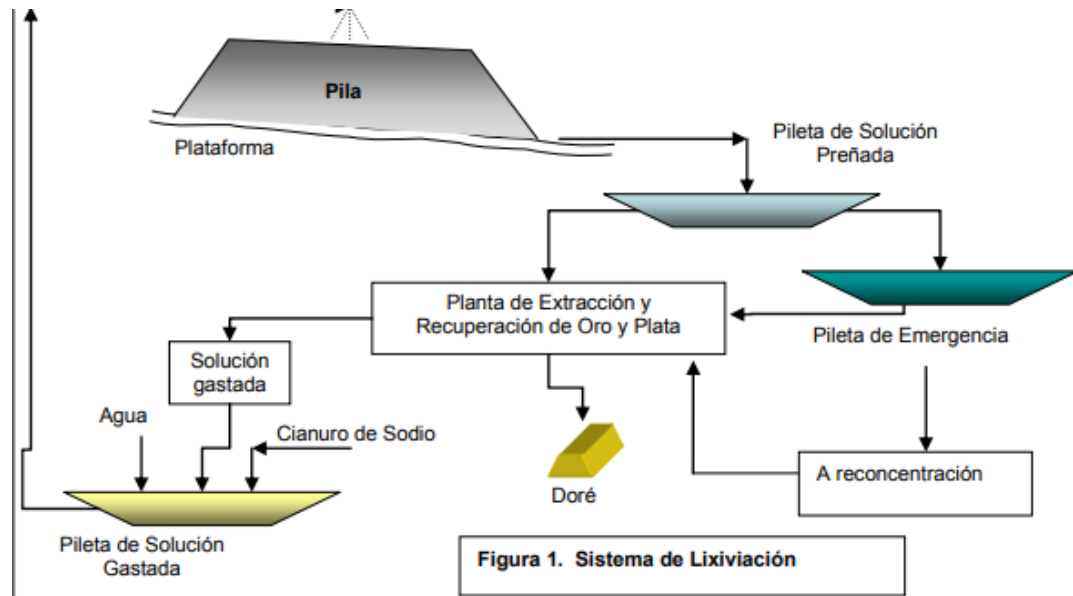 Pila
Plataforma
Pileta de Solución
Preñada
Planta de Extracción y
Recuperación de Oro y Plata
Pileta de Emergencia
Solución
gastada
Agua
Cianuro de Sodio
A reconcentración
Doré
Pileta de Solución
Gastada
Figura 1. Sistema de Lixiviación